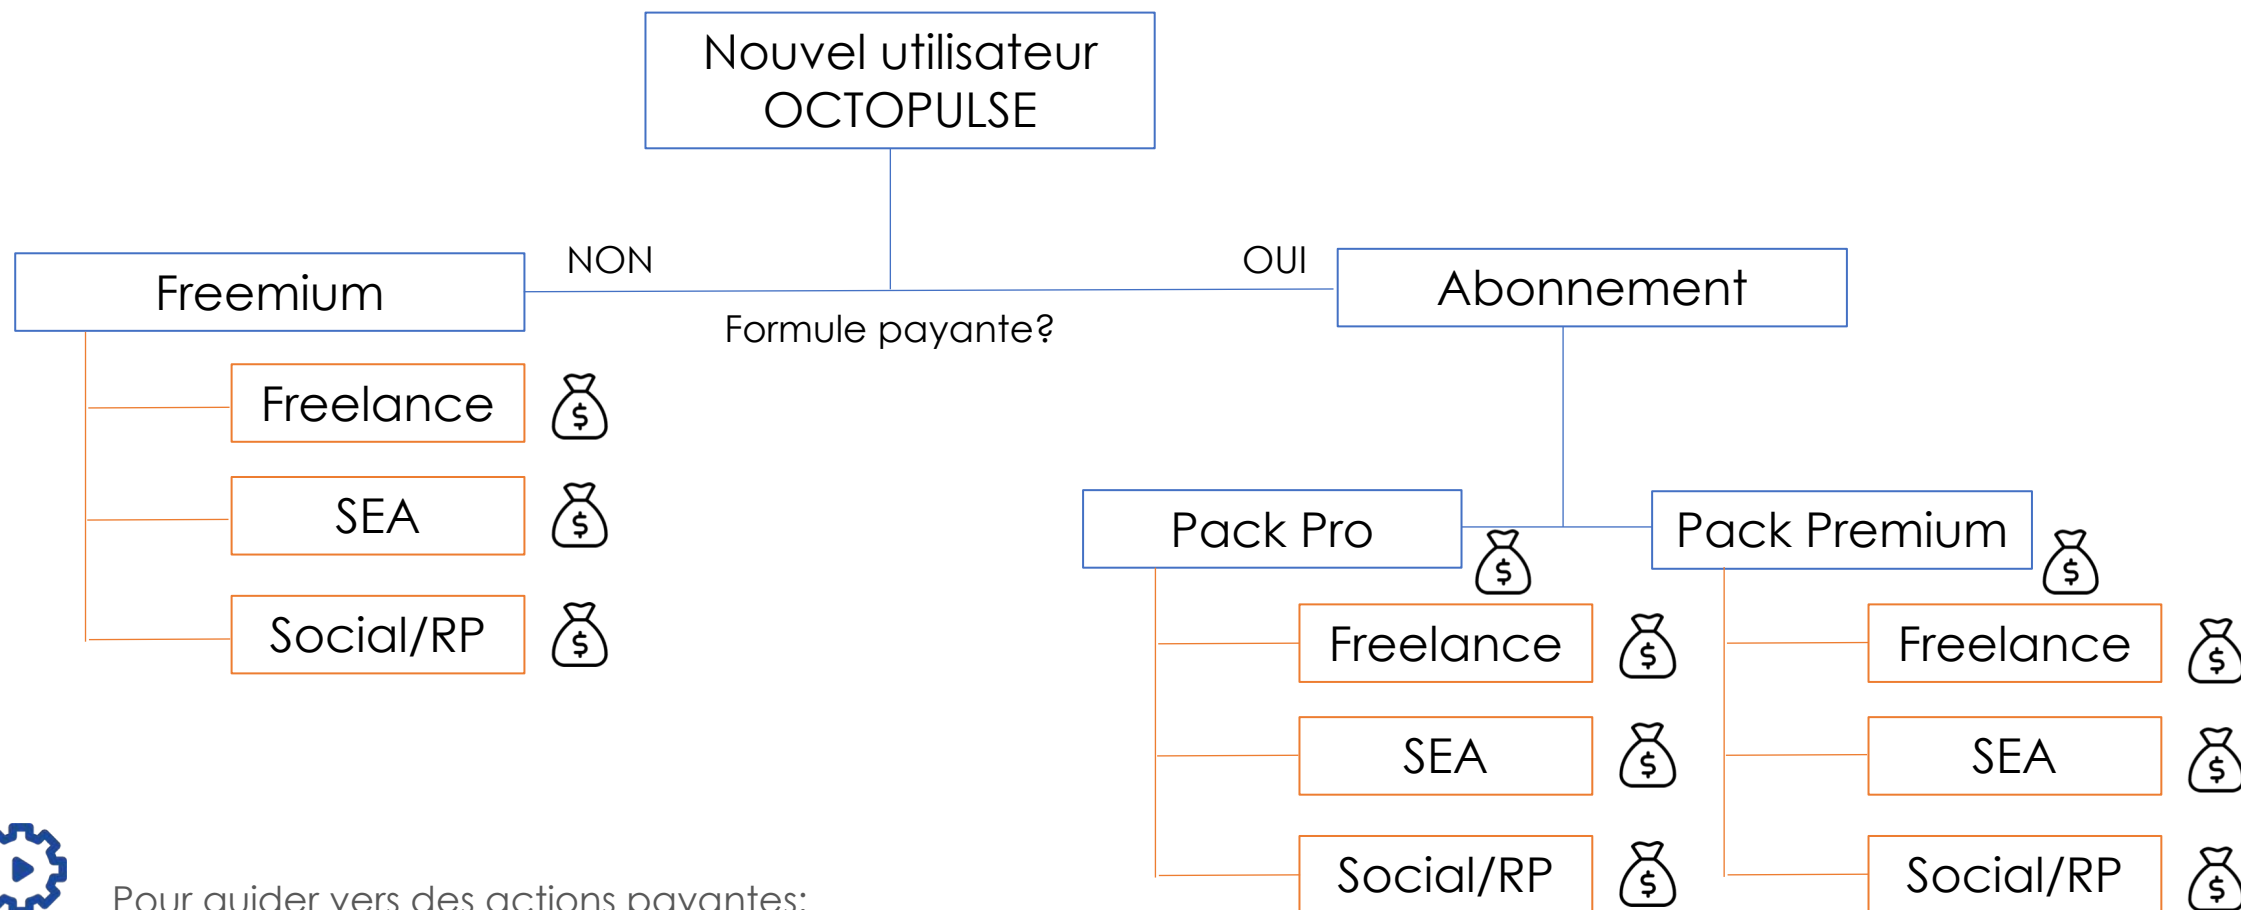 Nouvel utilisateur
OCTOPULSE
NON
OUI
Freemium
Abonnement
Formule payante?
Freelance
$
SEA
$
Social/RP
$
Pack Pro
$
Pack Premium
$
Freelance
$
Freelance
$
SEA
$
SEA
$
Social/RP
$
Social/RP
$
Pour guider vers des actions payantes: